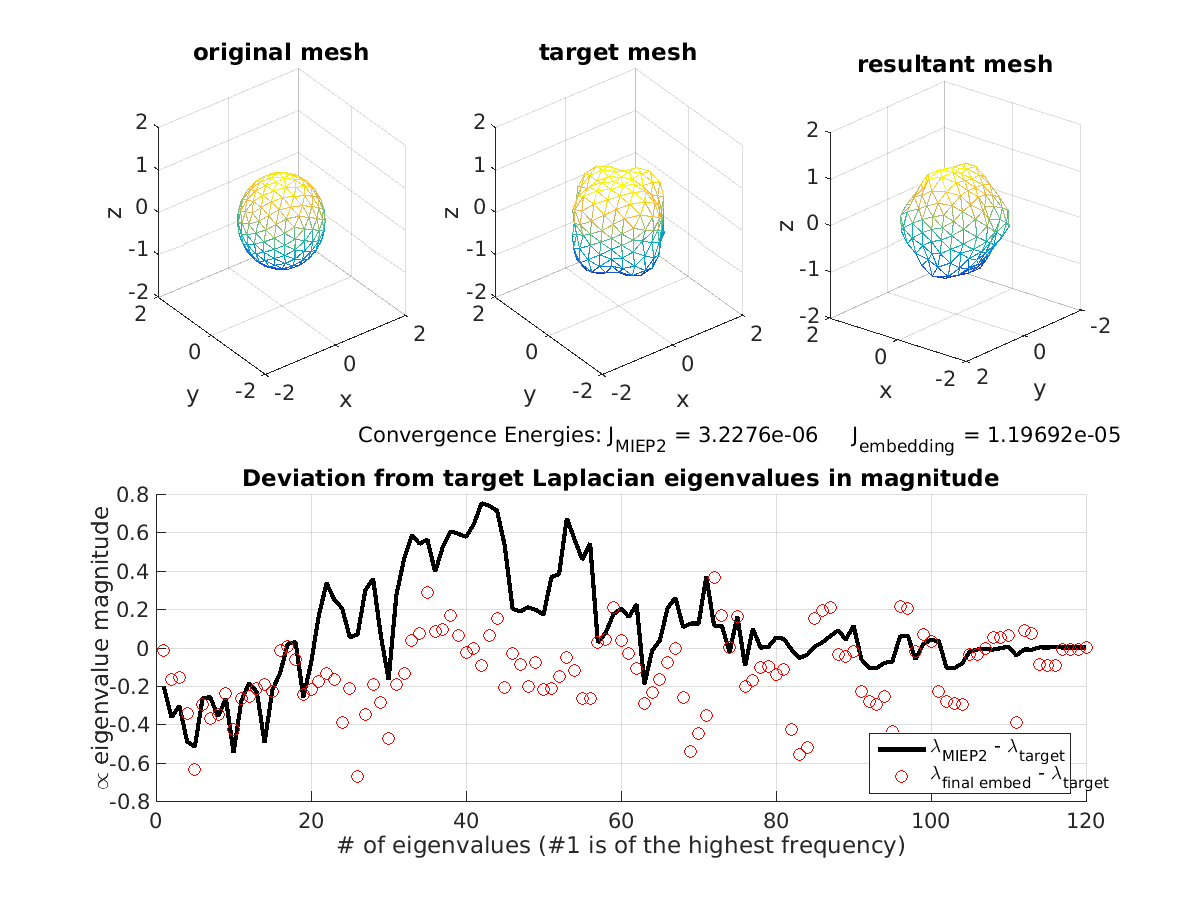 original mesh
target mesh
resultant mesh
2
1
0
-1
-2
z
2
0
-2
y
-2
0
2
x
2
1
0
-1
-2
z
2
0
-2
y
-2
0
2
x
2
1
0
-1
-2
z
2
0
-2
x
2
0
-2
y
Convergence Energies: J_MIEP2 = 3.2276e-06 J_embedding = 1.19692e-05
Deviation from target Laplacian eigenvalues in magnitude
∝ eigenvalue magnitude
0.8
0.6
0.4
0.2
0
-0.2
-0.4
-0.6
-0.8
λ_MIEP2 - λ_target
λ_final embed - λ_target
0 20 40 60 80 100 120
# of eigenvalues (#1 is of the highest frequency)